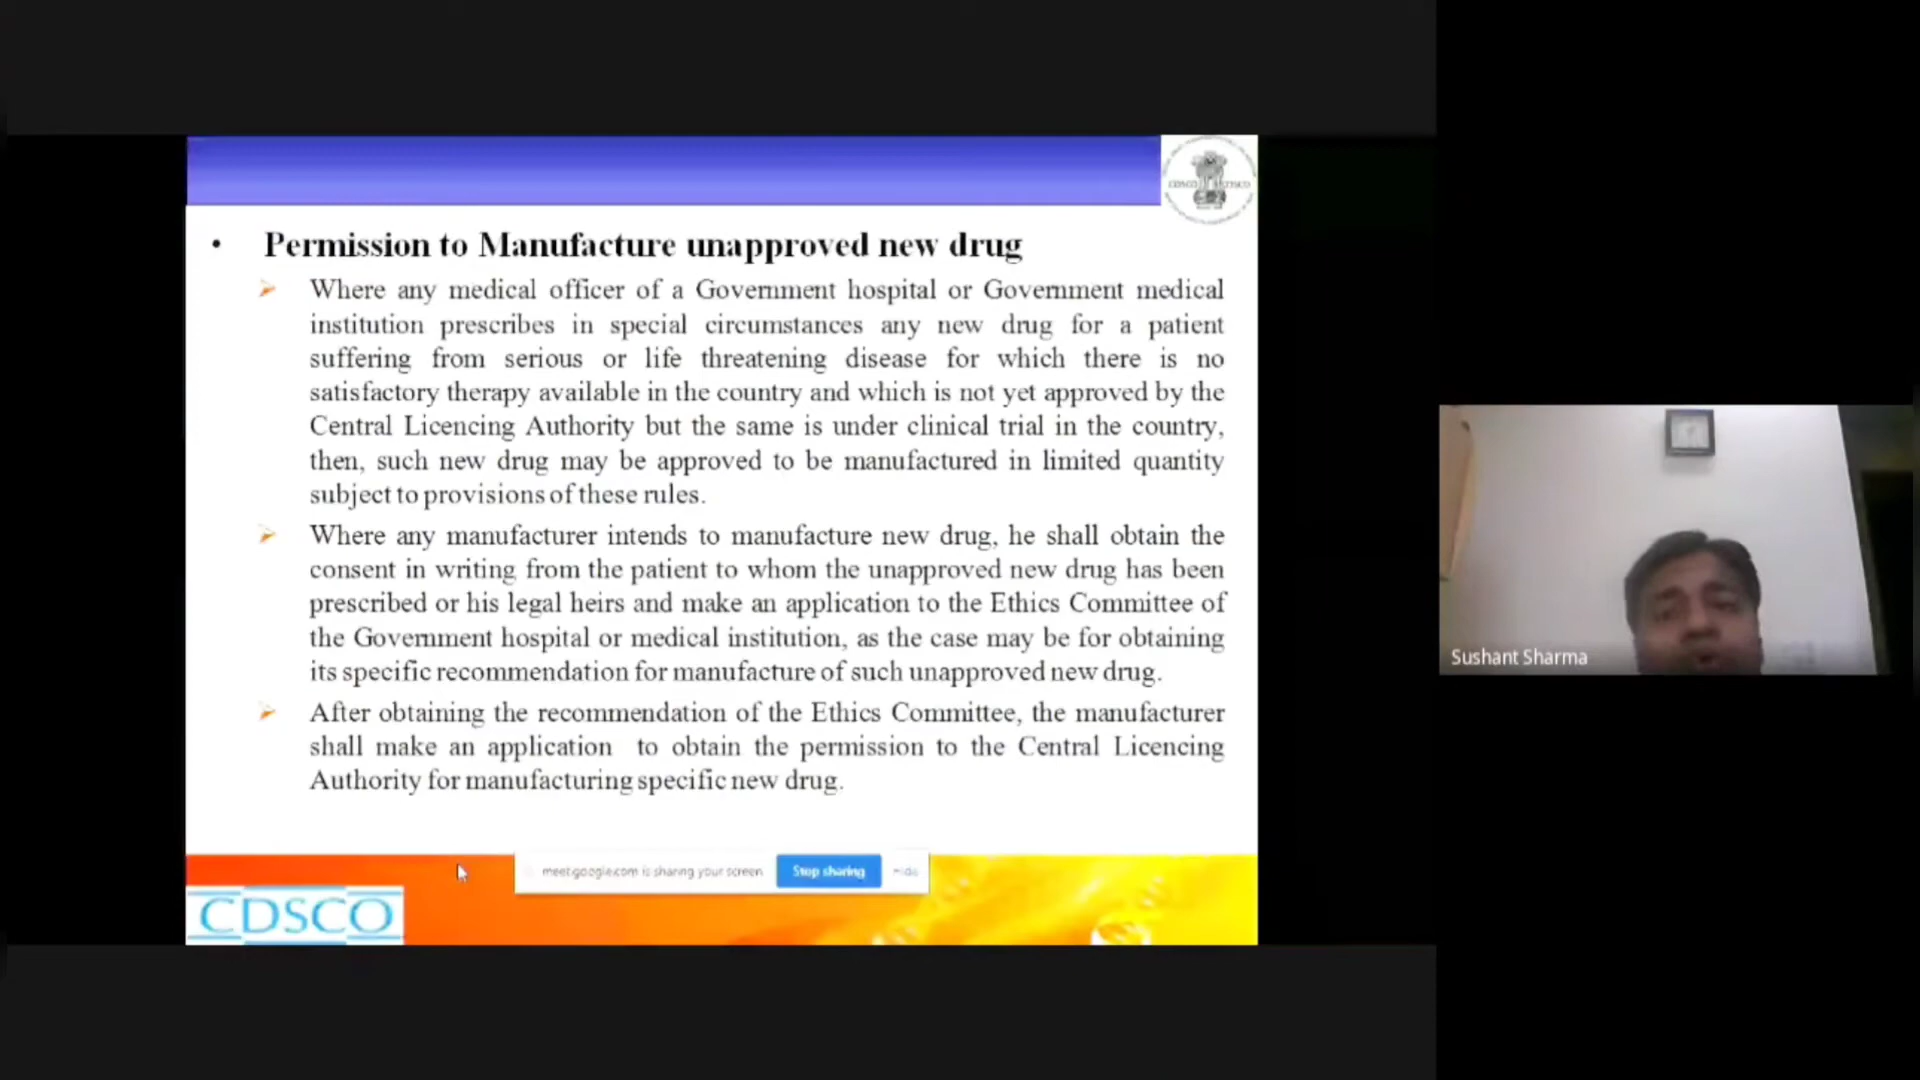 • Permission to Manufacture unapproved new drug
Where any medical officer of a Government hospital or Government medical
institution prescribes in special circumstances any new drug for a patient
suffering from serious or life threatening disease for which there is no
satisfactory therapy available in the country and which is not yet approved by the
Central Licencing Authority but the same is under clinical trial in the country,
then, such new drug may be approved to be manufactured in limited quantity
subject to provisions of these rules.
Where any manufacturer intends to manufacture new drug, he shall obtain the
consent in writing from the patient to whom the unapproved new drug has been
prescribed or his legal heirs and make an application to the Ethics Committee of
the Government hospital or medical institution, as the case may be for obtaining
its specific recommendation for manufacture of such unapproved new drug.
After obtaining the recommendation of the Ethics Committee, the manufacturer
shall make an application to obtain the permission to the Central Licencing
Authority for manufacturing specific new drug.
meet.google.com is sharing your screen Stop sharing Hide
CDSCO
Sushant Sharma